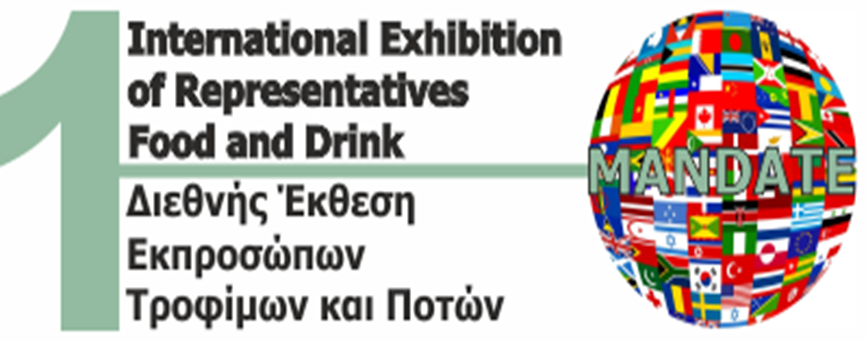 1
International Exhibition
of Representatives
Food and Drink
Διεθνής Έκθεση
Εκπροσώπων
Τροφίμων και Ποτών
MANDATE